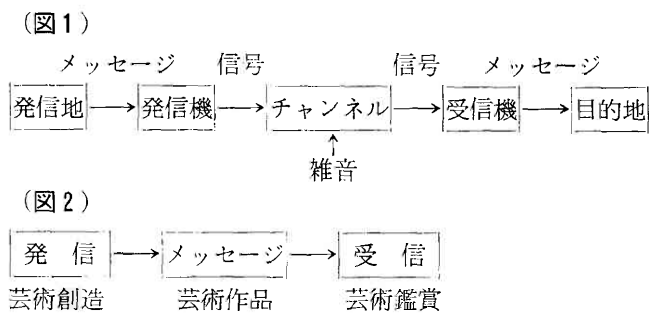 （図１）
メッセージ 信号 信号 メッセージ
発信地 → 発信機 → チャンネル → 受信機 → 目的地
↑
雑音
（図２）
発 信 → メッセージ → 受 信
芸術創造 芸術作品 芸術鑑賞